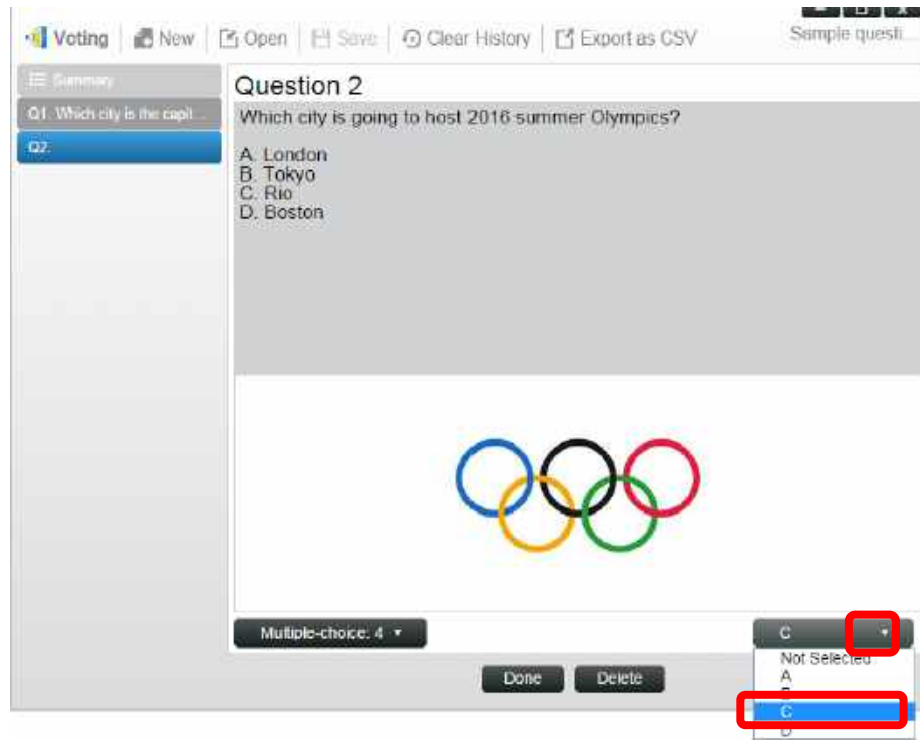 Voting New Open Save Clear History Export as CSV Sample questi...
Summary
Q1. Which city is the capit...
Q2.
Question 2
Which city is going to host 2016 summer Olympics?
A. London
B. Tokyo
C. Rio
D. Boston
Multiple-choice: 4
C
Not Selected
A
B
C
D
Done Delete